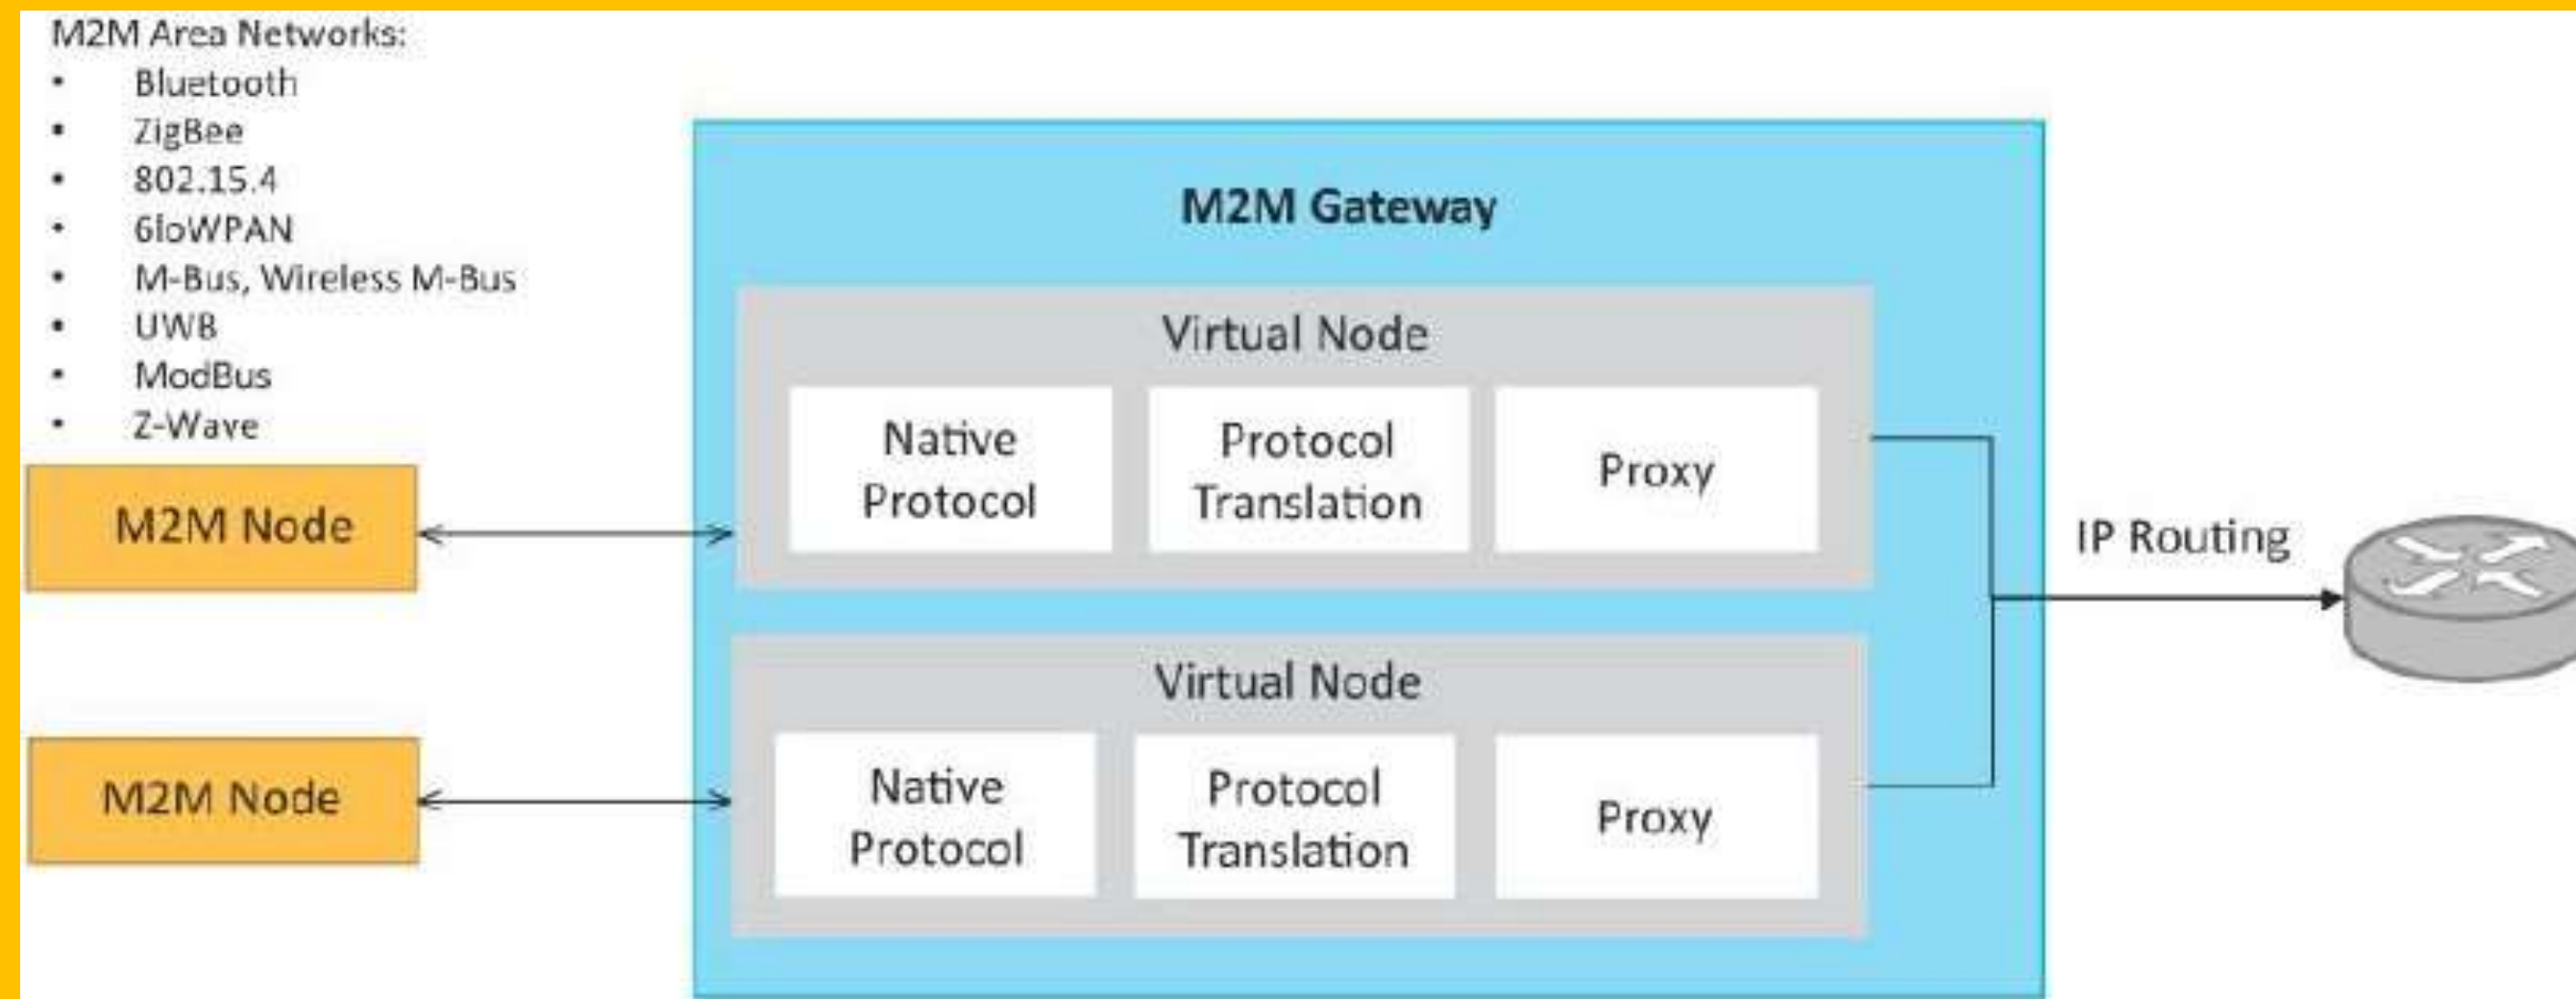 M2M Area Networks:
• Bluetooth
• ZigBee
• 802.15.4
• 6loWPAN
• M-Bus, Wireless M-Bus
• UWB
• ModBus
• Z-Wave
M2M Node
M2M Node
M2M Gateway
Virtual Node
Native
Protocol
Protocol
Translation
Proxy
Virtual Node
Native
Protocol
Protocol
Translation
Proxy
IP Routing